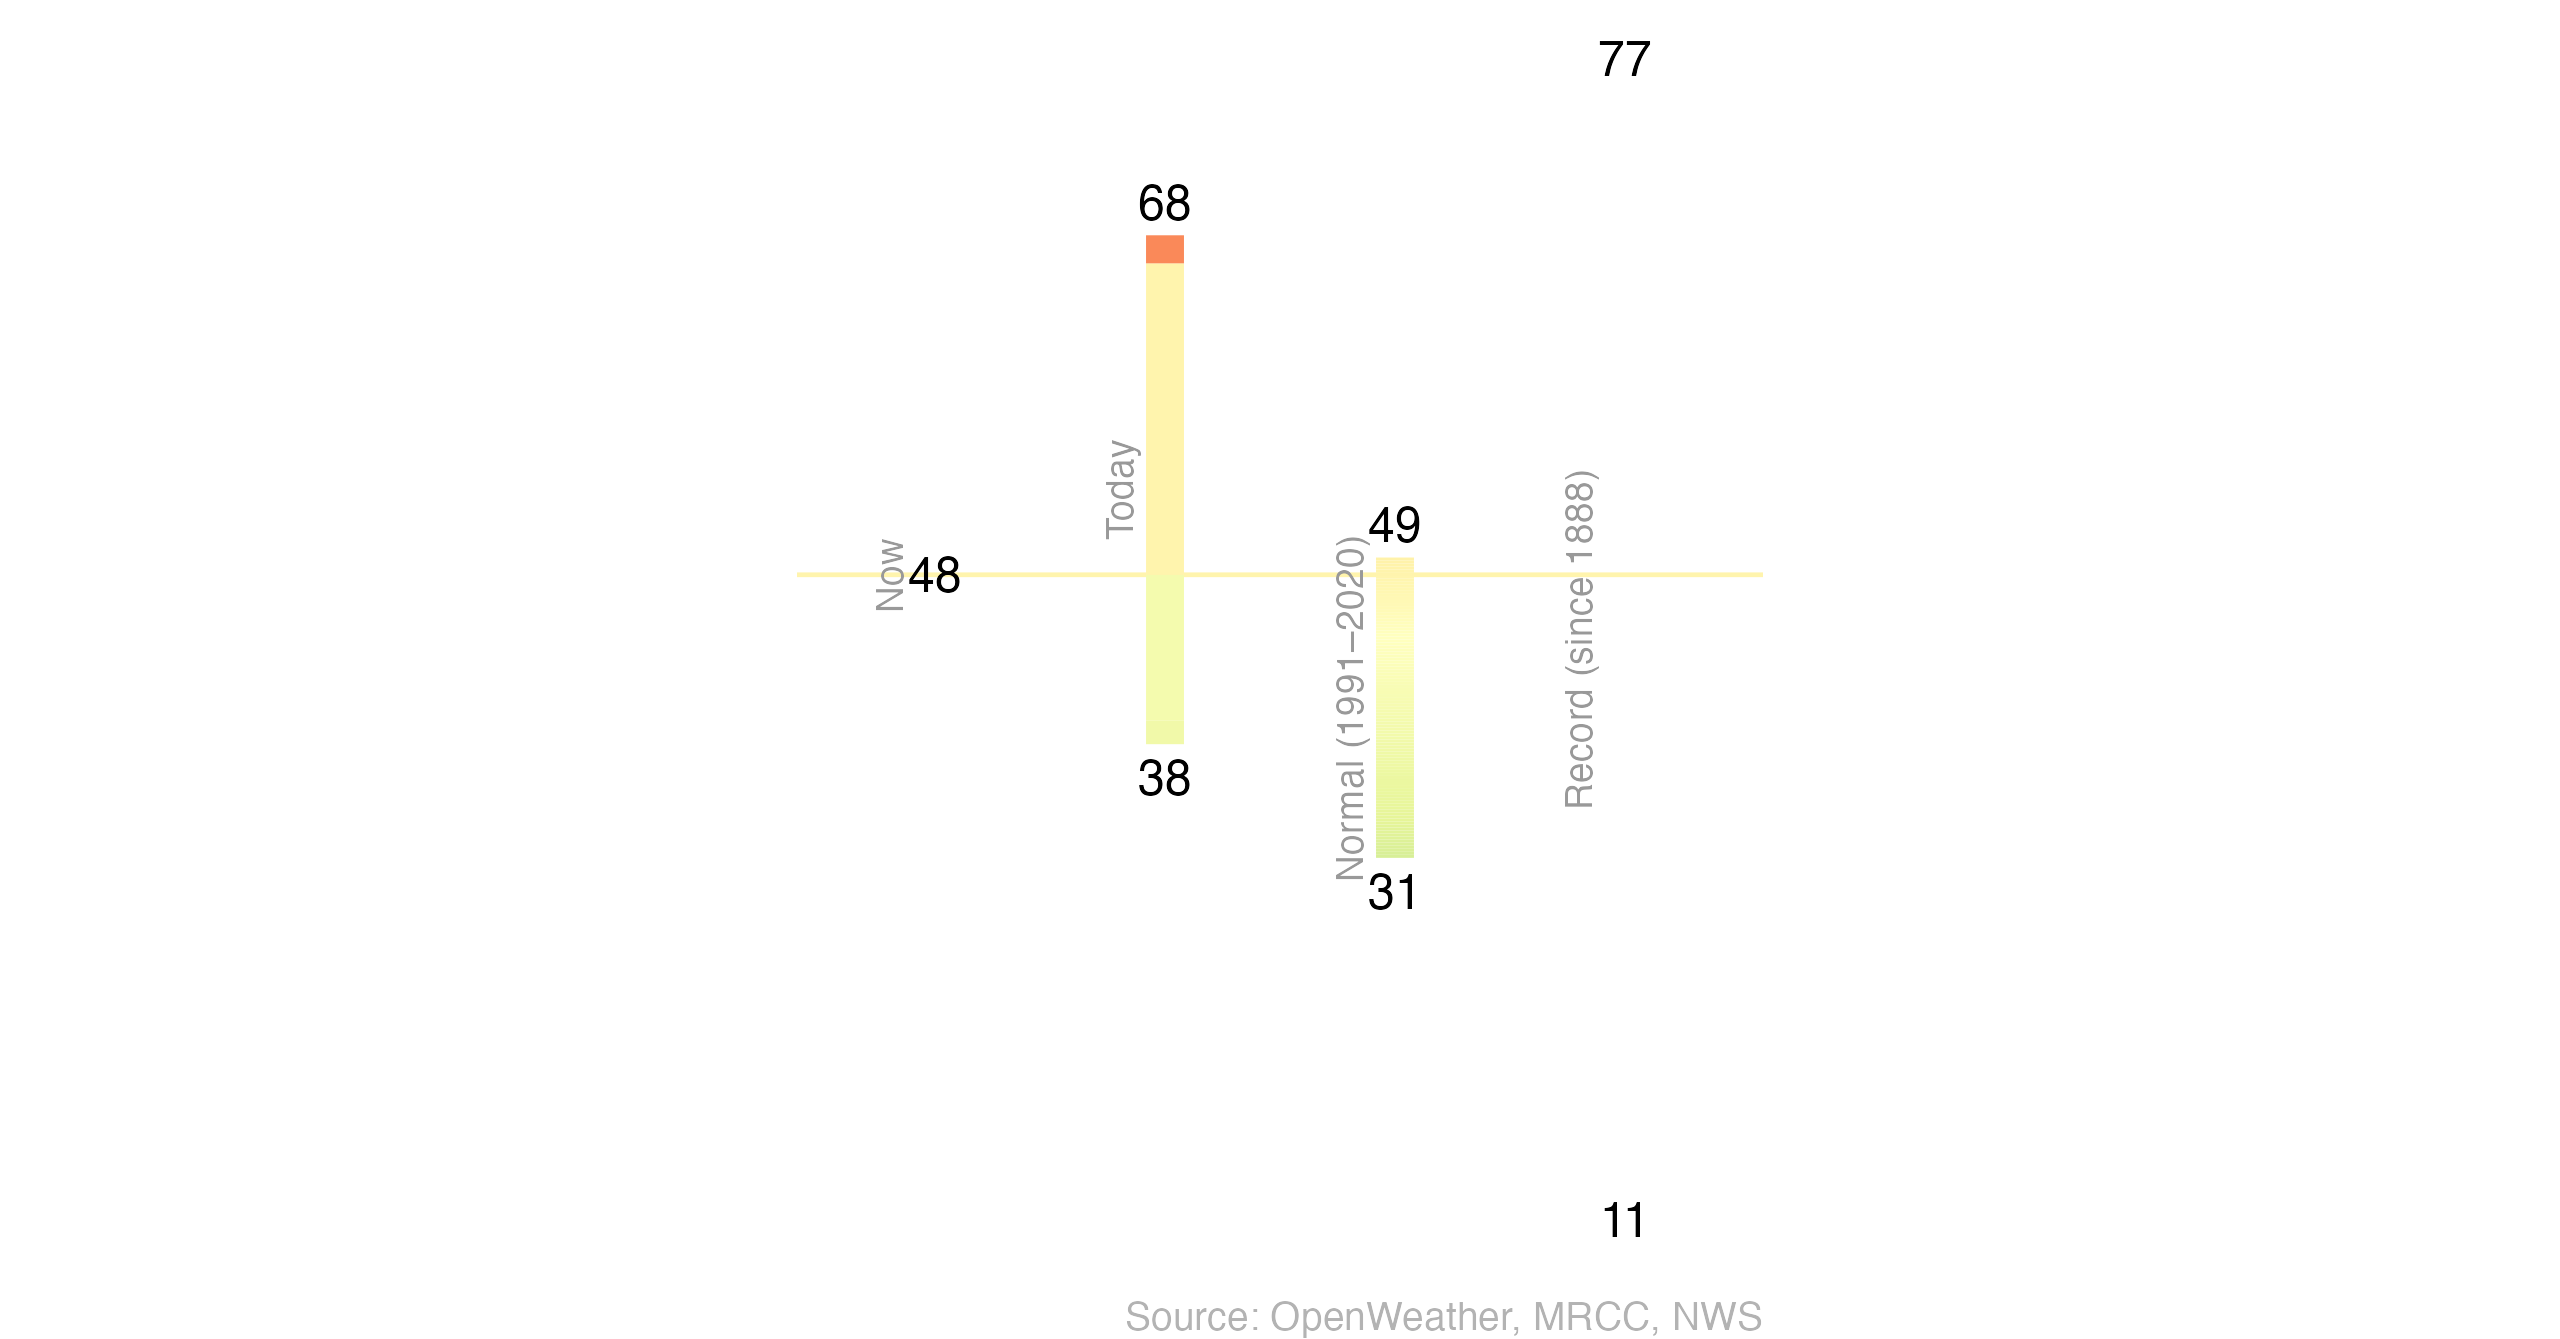 77
68
Today
Now
48
38
49
Normal (1991–2020)
31
Record (since 1888)
11
Source: OpenWeather, MRCC, NWS